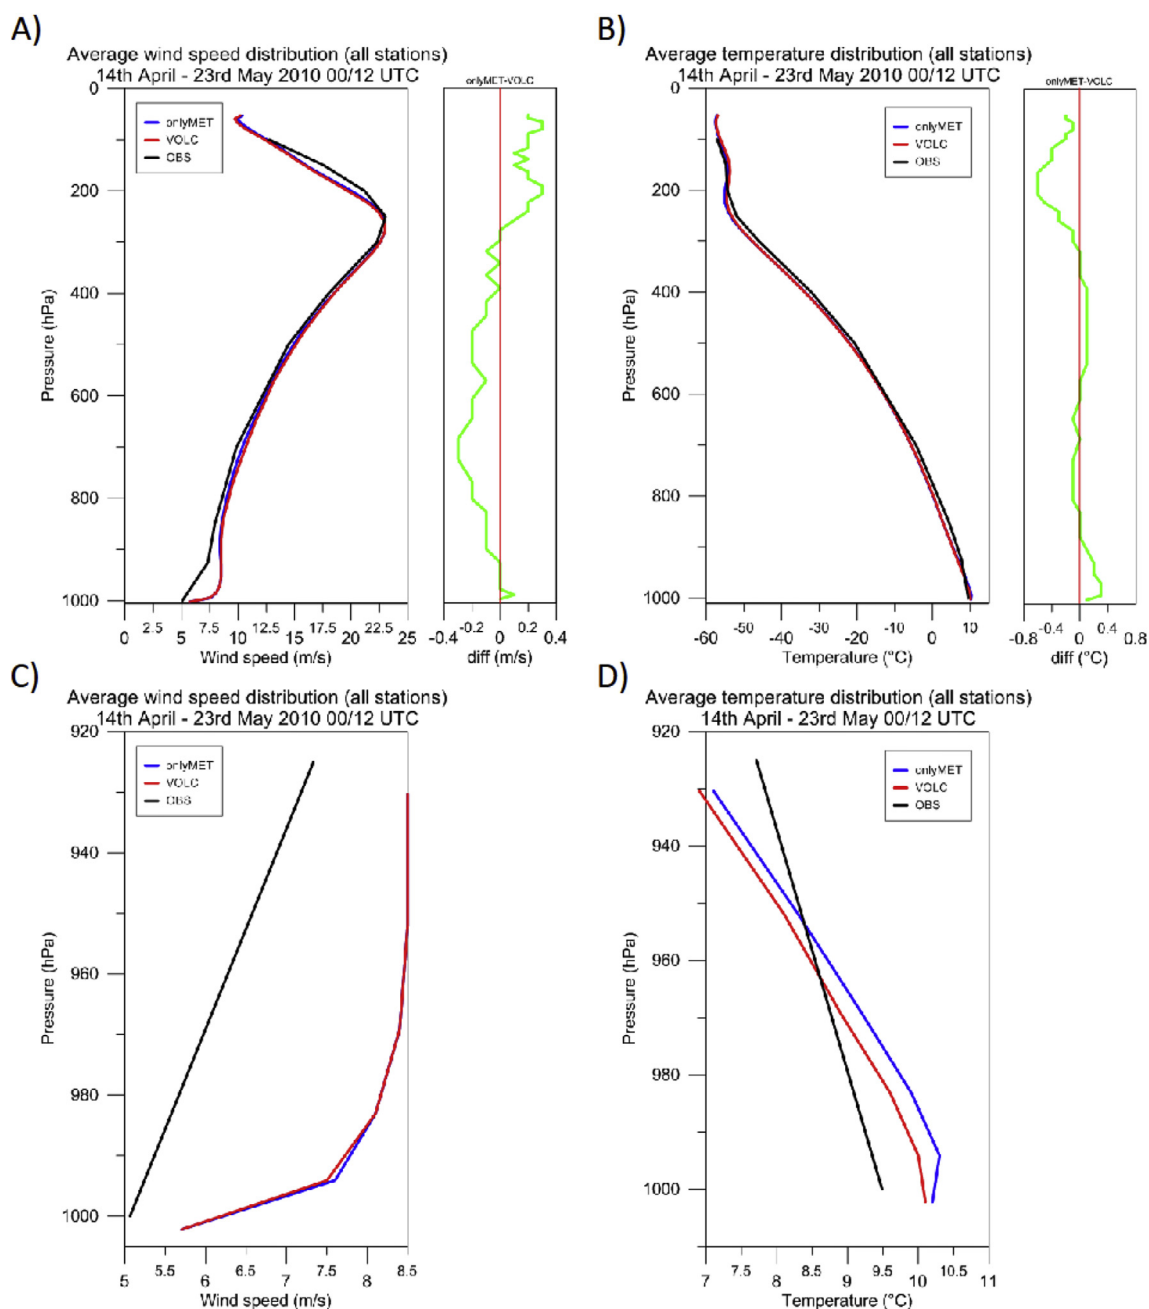 A)
Average wind speed distribution (all stations)
14th April - 23rd May 2010 00/12 UTC
onlyMET-VOLC
onlyMET
VOLC
OBS
0
200
400
600
800
1000
Pressure (hPa)
0 2.5 5 7.5 10 12.5 15 17.5 20 22.5 25
Wind speed (m/s)
-0.4 -0.2 0 0.2 0.4
diff (m/s)
B)
Average temperature distribution (all stations)
14th April - 23rd May 2010 00/12 UTC
onlyMET-VOLC
onlyMET
VOLC
OBS
0
200
400
600
800
1000
Pressure (hPa)
-60 -50 -40 -30 -20 -10 0 10
Temperature (°C)
-0.8 -0.4 0 0.4 0.8
diff (°C)
C)
Average wind speed distribution (all stations)
14th April - 23rd May 2010 00/12 UTC
onlyMET
VOLC
OBS
920
940
960
980
1000
Pressure (hPa)
5 5.5 6 6.5 7 7.5 8 8.5
Wind speed (m/s)
D)
Average temperature distribution (all stations)
14th April - 23rd May 00/12 UTC
onlyMET
VOLC
OBS
920
940
960
980
1000
Pressure (hPa)
7 7.5 8 8.5 9 9.5 10 10.5 11
Temperature (°C)